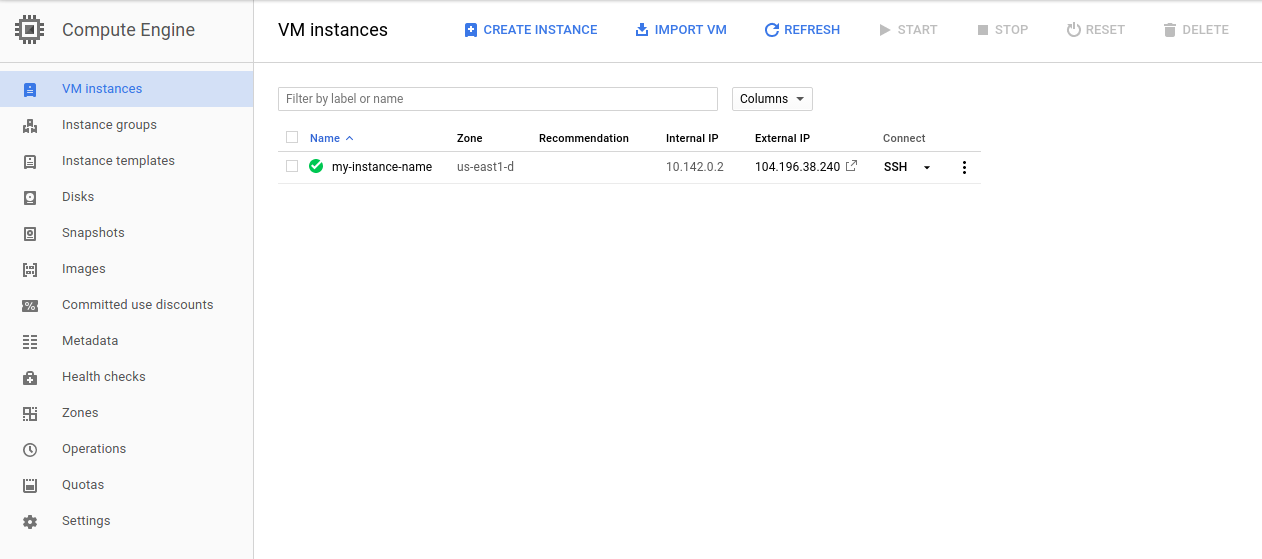 Compute Engine
VM instances
CREATE INSTANCE
IMPORT VM
REFRESH
START
STOP
RESET
DELETE
VM instances
Instance groups
Instance templates
Disks
Snapshots
Images
Committed use discounts
Metadata
Health checks
Zones
Operations
Quotas
Settings
Filter by label or name
Columns
Name Zone Recommendation Internal IP External IP Connect
my-instance-name us-east1-d 10.142.0.2 104.196.38.240 SSH